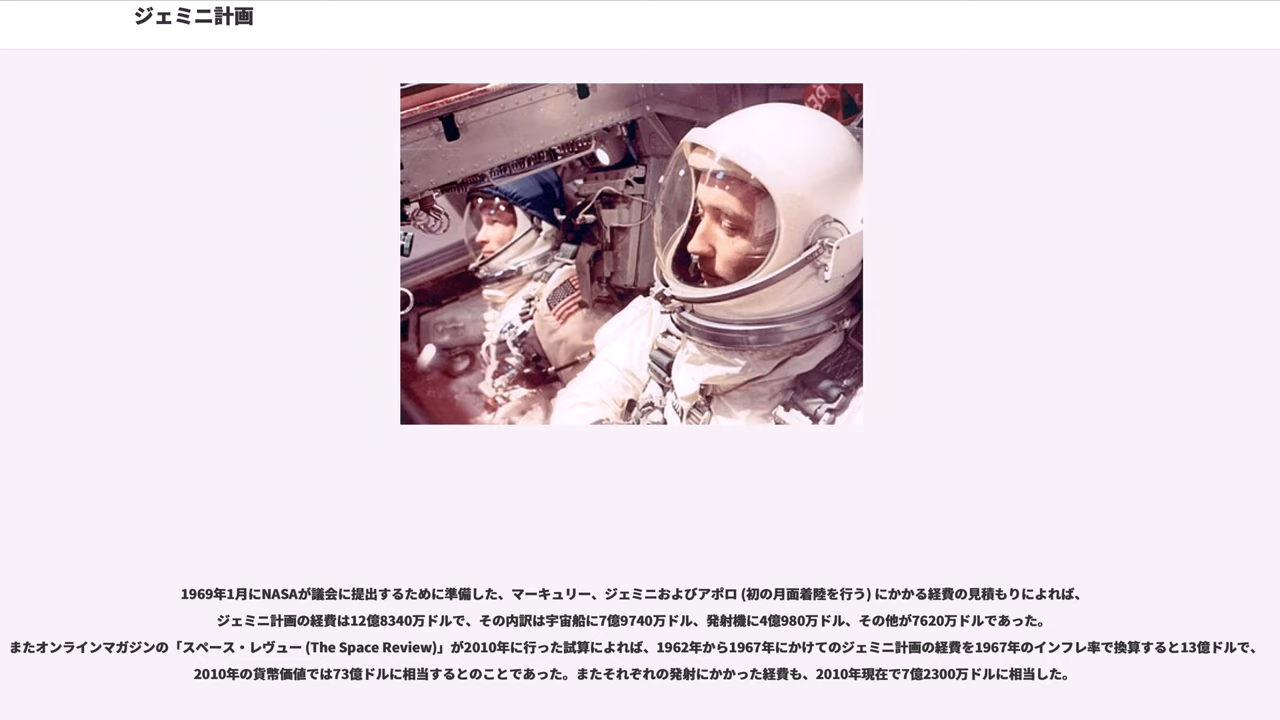 ジェミニ計画
1969年1月にNASAが議会に提出するために準備した、マーキュリー、ジェミニおよびアポロ (初の月面着陸を行う) にかかる経費の見積もりによれば、
ジェミニ計画の経費は12億8340万ドルで、その内訳は宇宙船に7億9740万ドル、発射機に4億980万ドル、その他が7620万ドルであった。
またオンラインマガジンの「スペース・レヴュー (The Space Review)」が2010年に行った試算によれば、1962年から1967年にかけてのジェミニ計画の経費を1967年のインフレ率で換算すると13億ドルで、
2010年の貨幣価値では73億ドルに相当するとのことであった。またそれぞれの発射にかかった経費も、2010年現在で7億2300万ドルに相当した。